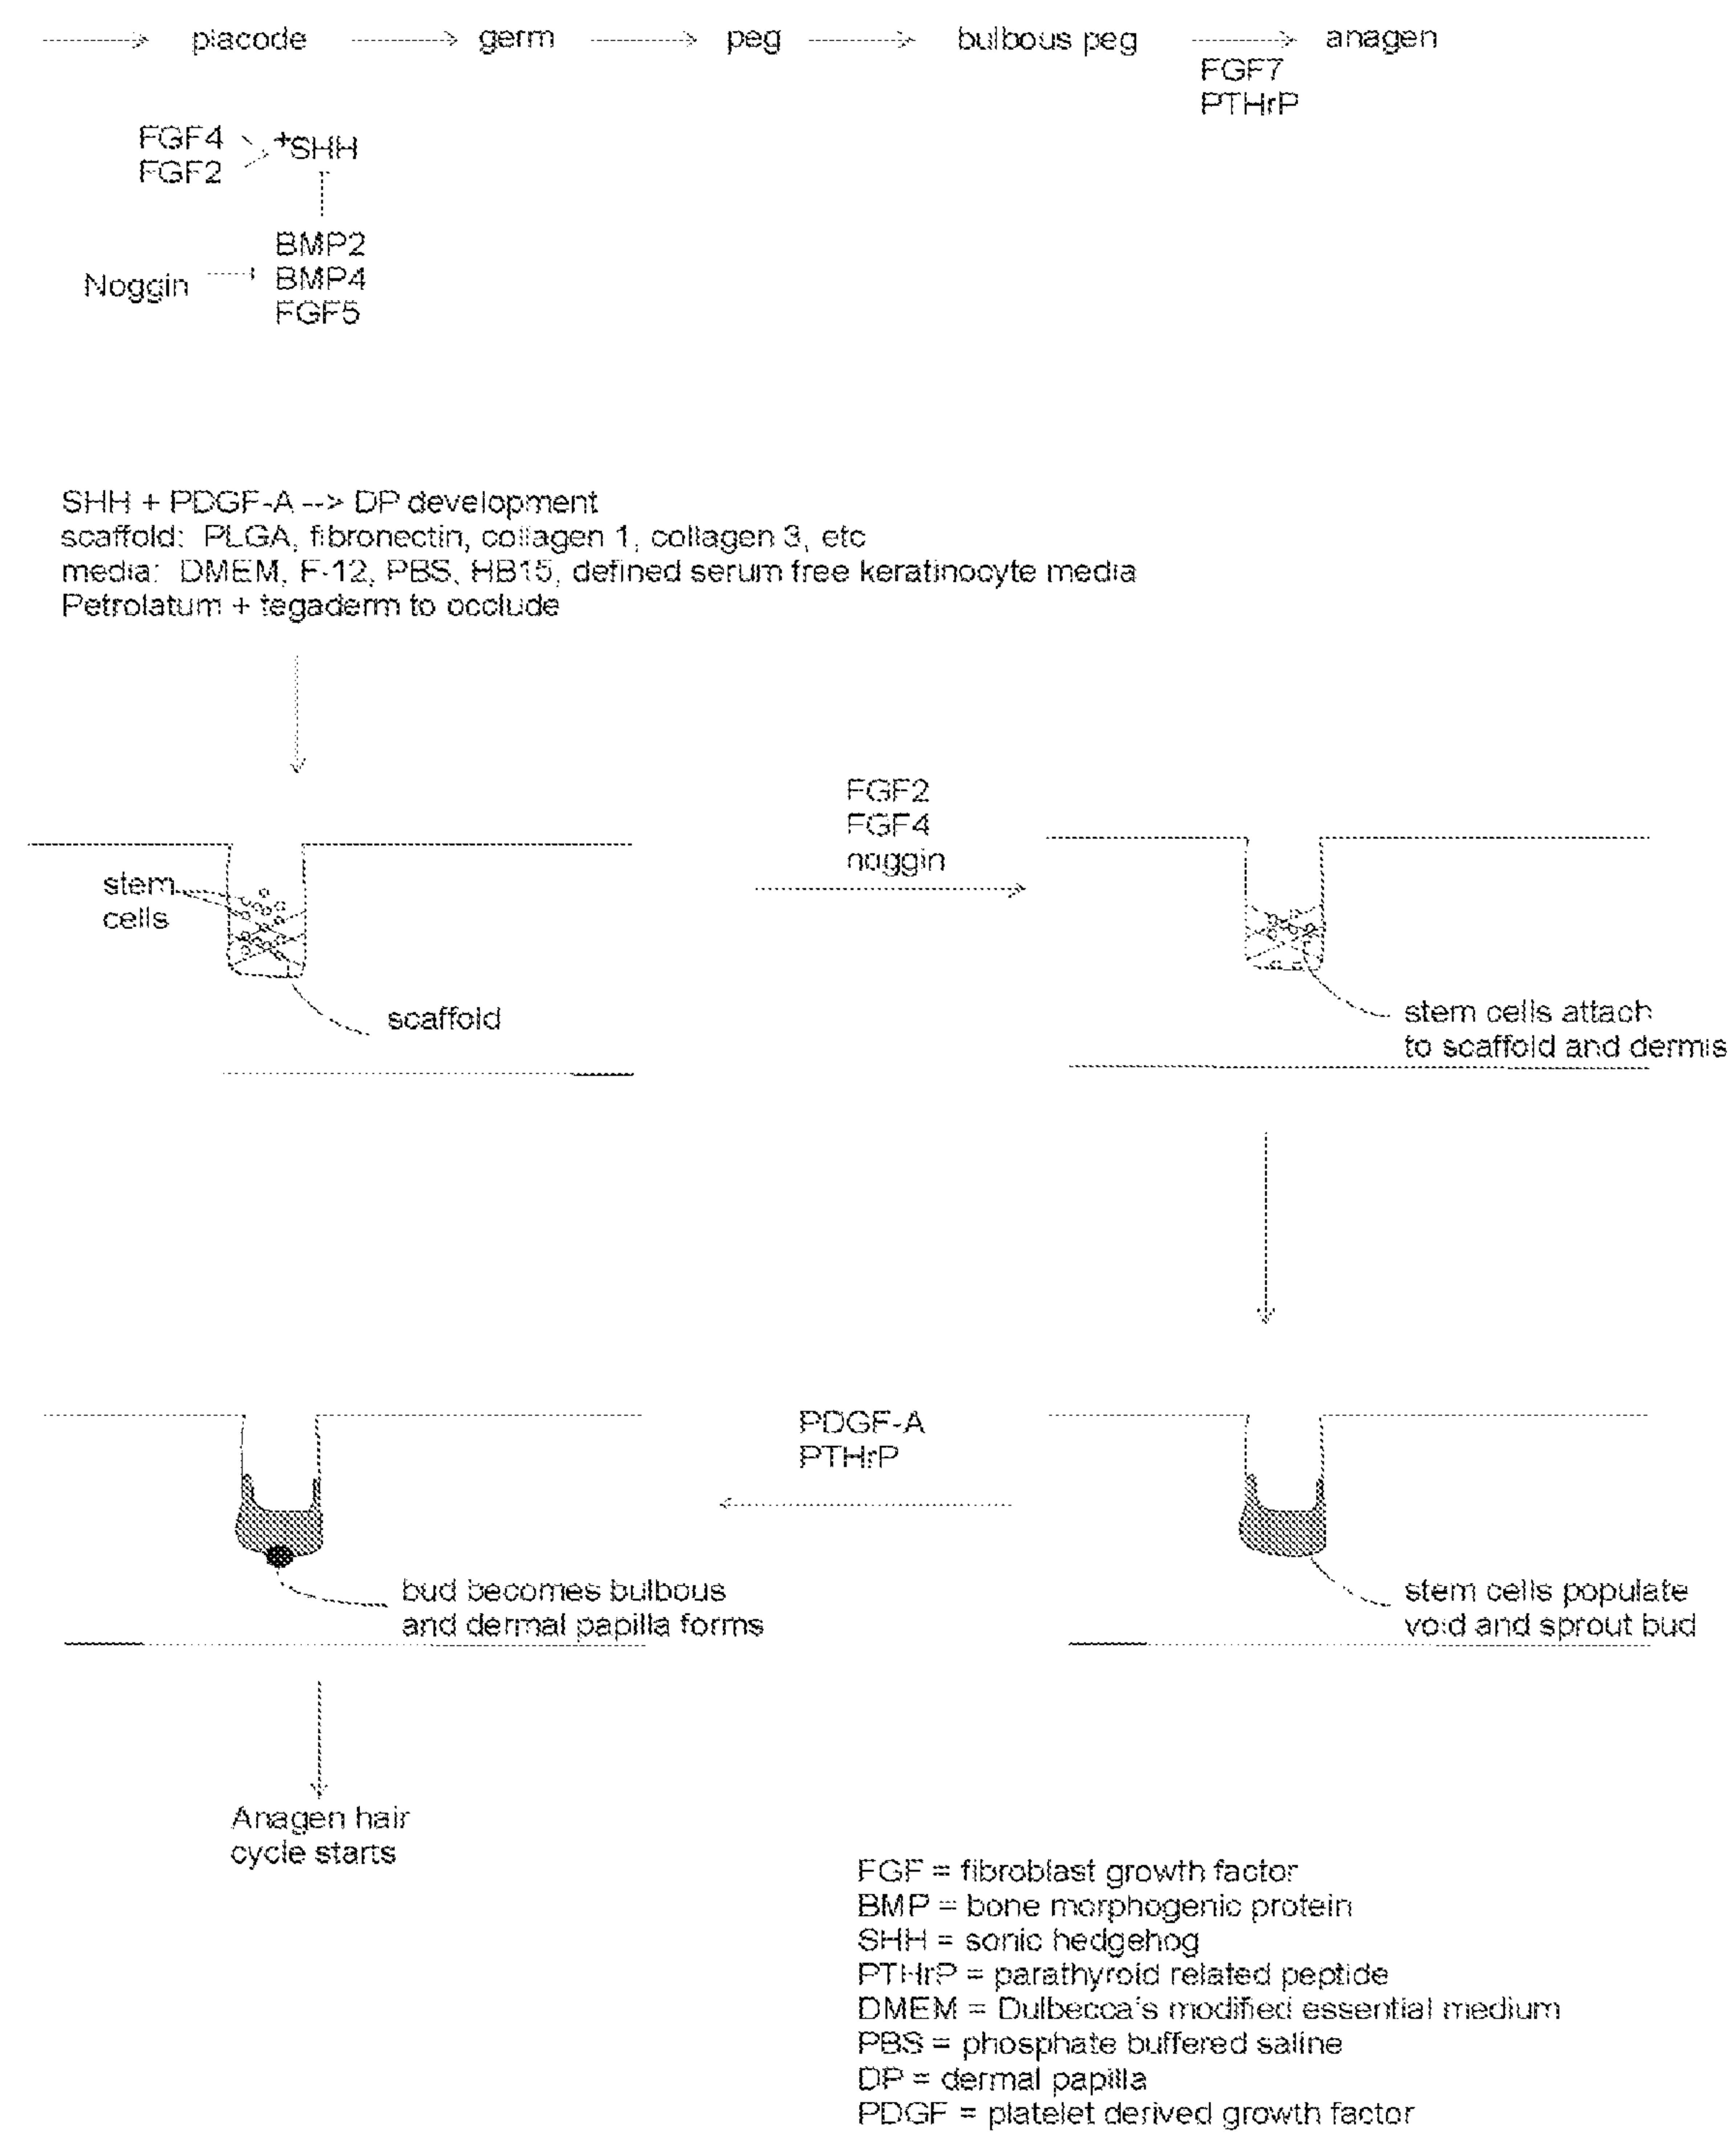 placode germ peg bulbous peg anagen
FGF7
PTHrP
FGF4 +SHH
FGF2
BMP2
Noggin BMP4
FGF5
SHH + PDGF-A --> DP development
scaffold: PLGA, fibronectin, collagen 1, collagen 3, etc
media: DMEM, F-12, PBS, HB15, defined serum free keratinocyte media
Petrolatum + tegaderm to occlude
FGF2
FGF4
noggin
stem
cells
scaffold
stem cells attach
to scaffold and dermis
PDGF-A
PTHrP
bud becomes bulbous
and dermal papilla forms
stem cells populate
void and sprout bud
Anagen hair
cycle starts
FGF = fibroblast growth factor
BMP = bone morphogenic protein
SHH = sonic hedgehog
PTHrP = parathyroid related peptide
DMEM = Dulbecca's modified essential medium
PBS = phosphate buffered saline
DP = dermal papilla
PDGF = platelet derived growth factor